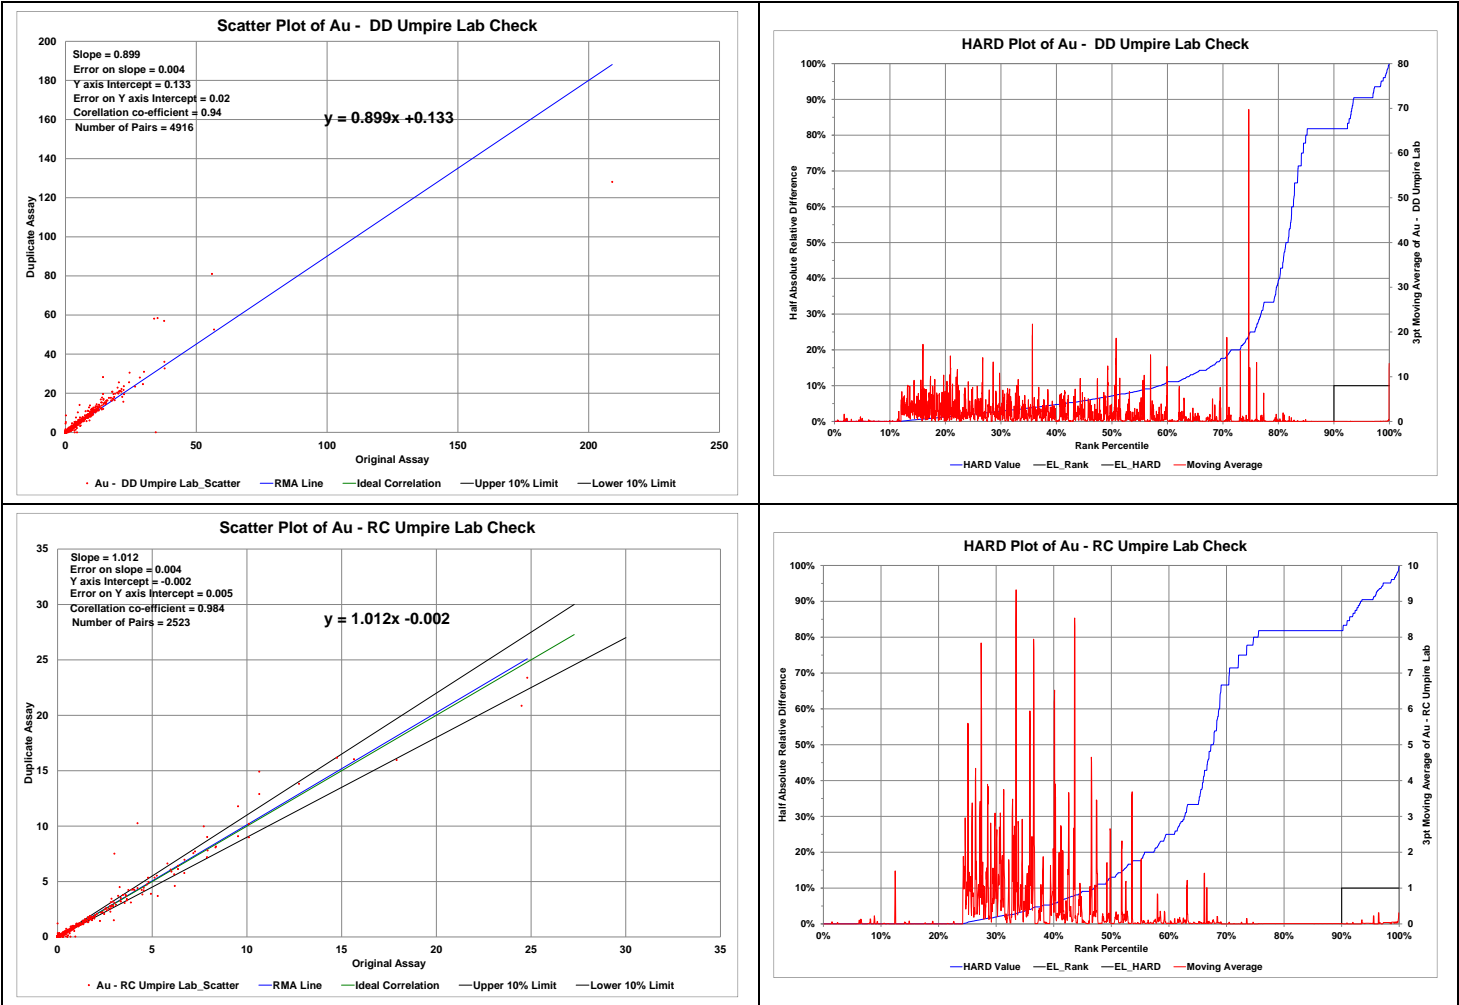 Scatter Plot of Au -  DD Umpire Lab Check
Slope = 0.899
Error on slope = 0.004
Y axis Intercept = 0.133
Error on Y axis Intercept = 0.02
Corellation co-efficient = 0.94
Number of Pairs = 4916
y = 0.899x +0.133
200
180
160
140
120
100
80
60
40
20
0
Duplicate Assay
0 50 100 150 200 250
Original Assay
Au -  DD Umpire Lab_Scatter RMA Line Ideal Correlation Upper 10% Limit Lower 10% Limit
HARD Plot of Au -  DD Umpire Lab Check
100%
90%
80%
70%
60%
50%
40%
30%
20%
10%
0%
Half Absolute Relative Difference
80
70
60
50
40
30
20
10
0
3pt Moving Average of Au -  DD Umpire Lab
0% 10% 20% 30% 40% 50% 60% 70% 80% 90% 100%
Rank Percentile
HARD Value EL_Rank EL_HARD Moving Average
Scatter Plot of Au - RC Umpire Lab Check
Slope = 1.012
Error on slope = 0.004
Y axis Intercept = -0.002
Error on Y axis Intercept = 0.005
Corellation co-efficient = 0.984
Number of Pairs = 2523
y = 1.012x -0.002
35
30
25
20
15
10
5
0
Duplicate Assay
0 5 10 15 20 25 30 35
Original Assay
Au - RC Umpire Lab_Scatter RMA Line Ideal Correlation Upper 10% Limit Lower 10% Limit
HARD Plot of Au - RC Umpire Lab Check
100%
90%
80%
70%
60%
50%
40%
30%
20%
10%
0%
Half Absolute Relative Difference
10
9
8
7
6
5
4
3
2
1
0
3pt Moving Average of Au - RC Umpire Lab
0% 10% 20% 30% 40% 50% 60% 70% 80% 90% 100%
Rank Percentile
HARD Value EL_Rank EL_HARD Moving Average